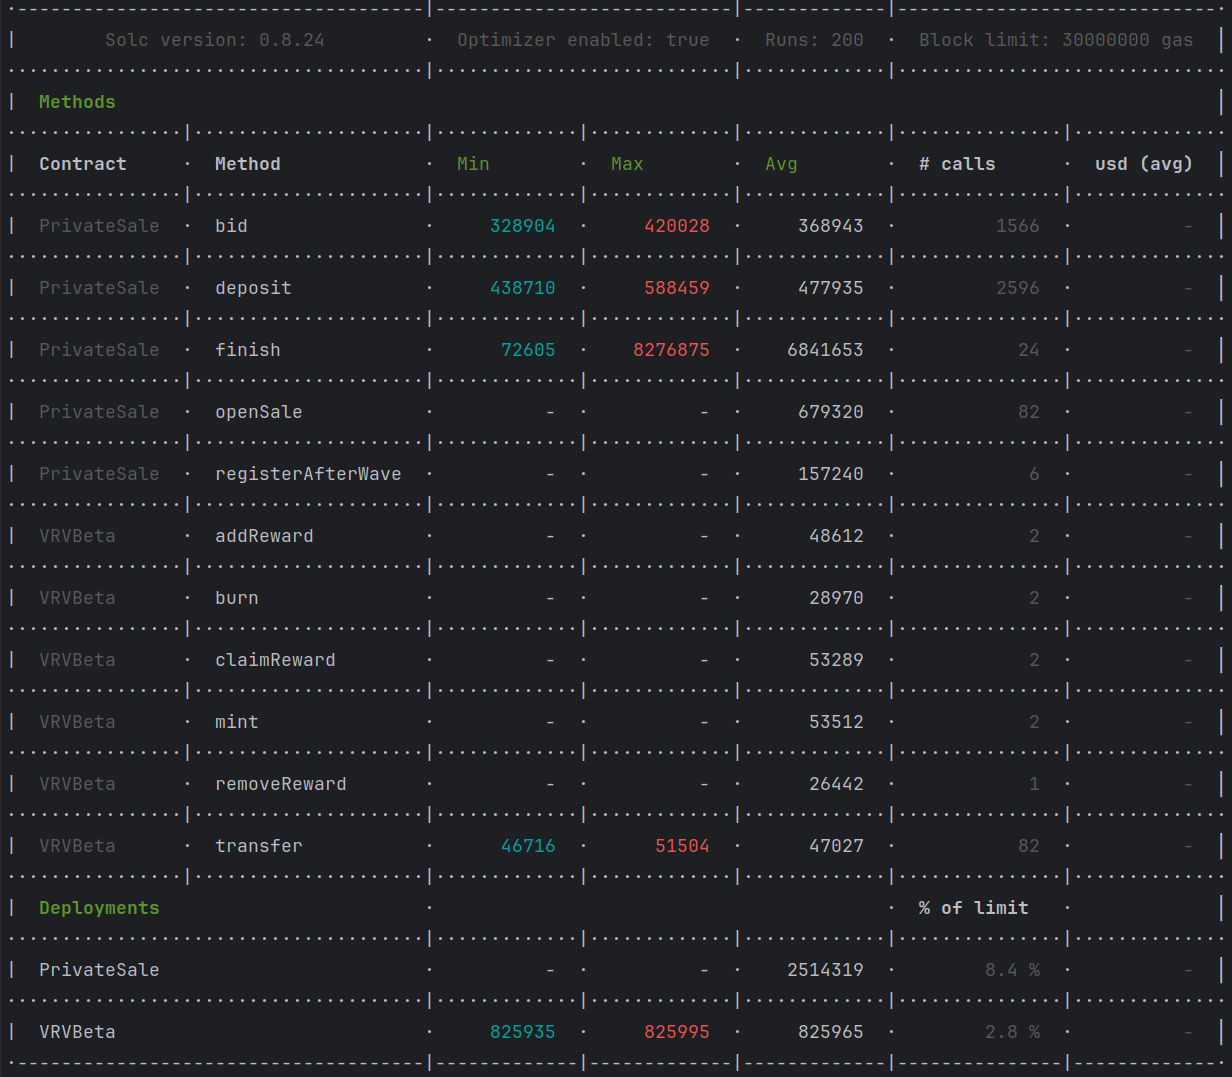 Solc version: 0.8.24 · Optimizer enabled: true · Runs: 200 · Block limit: 30000000 gas
Methods
Contract · Method · Min · Max · Avg · # calls · usd (avg)
PrivateSale · bid · 328904 · 420028 · 368943 · 1566 · -
PrivateSale · deposit · 438710 · 588459 · 477935 · 2596 · -
PrivateSale · finish · 72605 · 8276875 · 6841653 · 24 · -
PrivateSale · openSale · - · - · 679320 · 82 · -
PrivateSale · registerAfterWave · - · - · 157240 · 6 · -
VRVBeta · addReward · - · - · 48612 · 2 · -
VRVBeta · burn · - · - · 28970 · 2 · -
VRVBeta · claimReward · - · - · 53289 · 2 · -
VRVBeta · mint · - · - · 53512 · 2 · -
VRVBeta · removeReward · - · - · 26442 · 1 · -
VRVBeta · transfer · 46716 · 51504 · 47027 · 82 · -
Deployments · · % of limit ·
PrivateSale · - · - · 2514319 · 8.4 % · -
VRVBeta · 825935 · 825995 · 825965 · 2.8 % · -